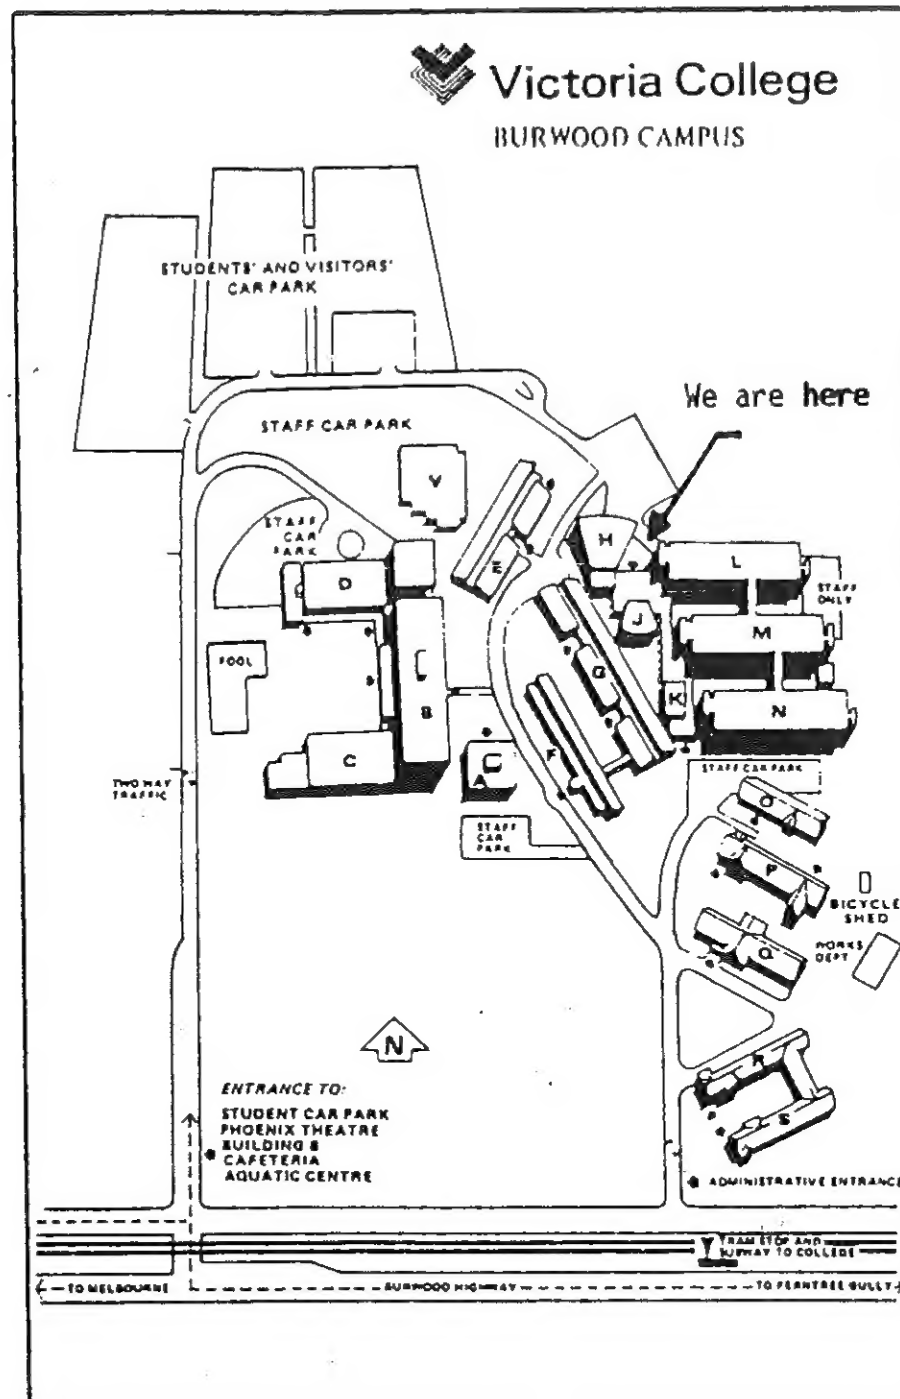 Victoria College
BURWOOD CAMPUS
STUDENTS' AND VISITORS'
CAR PARK
We are here
STAFF CAR PARK
V
STAFF
CAR
PARK
H
E
L
D
STAFF
ONLY
J
M
POOL
G
K
B
N
F
C
A
STAFF CAR PARK
TWO WAY
TRAFFIC
O
STAFF
CAR
PARK
P
BICYCLE
SHED
Q
WORKS
DEPT
N
R
ENTRANCE TO:
STUDENT CAR PARK
PHOENIX THEATRE
BUILDING B
CAFETERIA
AQUATIC CENTRE
S
ADMINISTRATIVE ENTRANCE
TRAM STOP AND
SUBWAY TO COLLEGE
TO MELBOURNE
BURWOOD HIGHWAY
TO FERNTREE GULLY